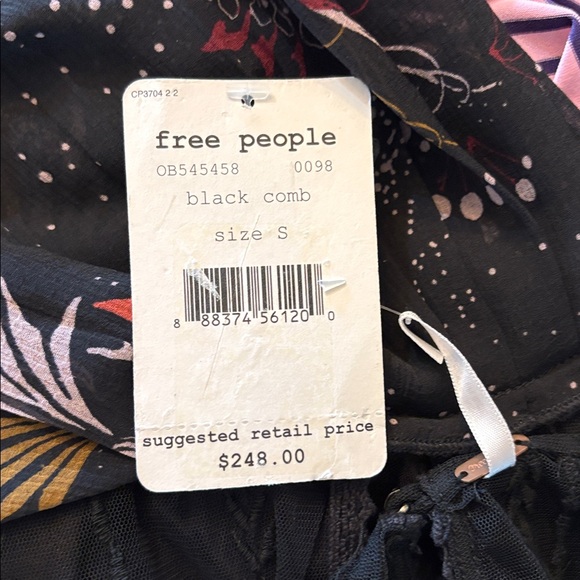 CP3704 2 2
free people
OB545458 0098
black comb
size S
8 88374 56120 0
suggested retail price
$248.00